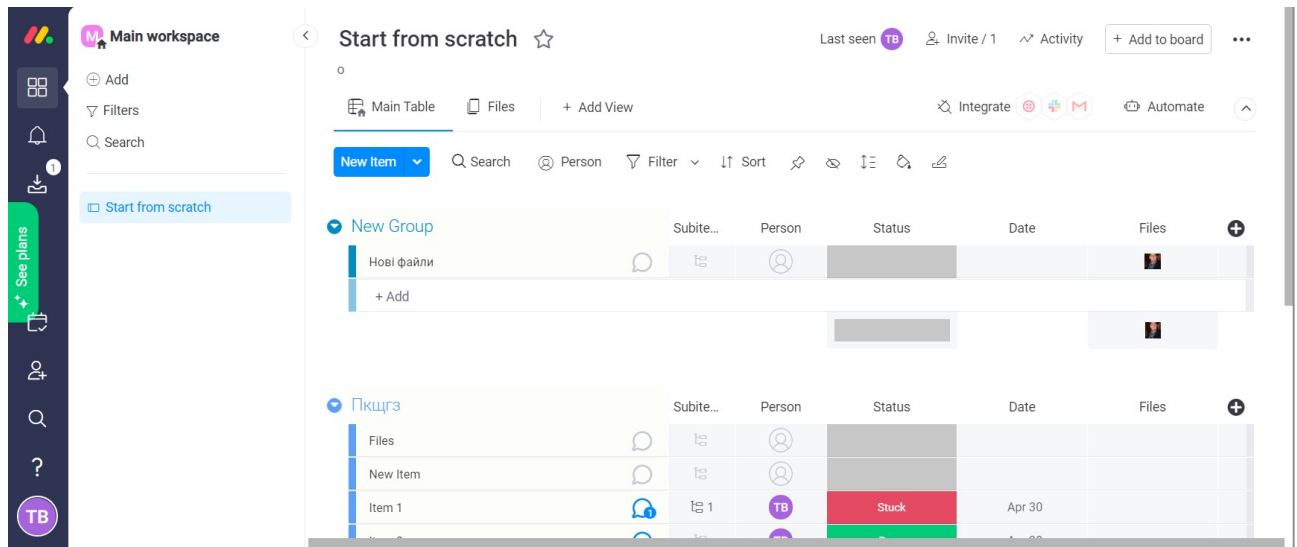 M Main workspace
Start from scratch
Last seen TB Invite / 1 Activity + Add to board
Add
Filters
Search
Main Table Files + Add View
Integrate M Automate
1
New Item Search Person Filter Sort
Start from scratch
See plans
New Group Subite... Person Status Date Files
Нові файли
+ Add
Пкщгз Subite... Person Status Date Files
Files
New Item
Item 1 1 1 TB Stuck Apr 30
?
TB